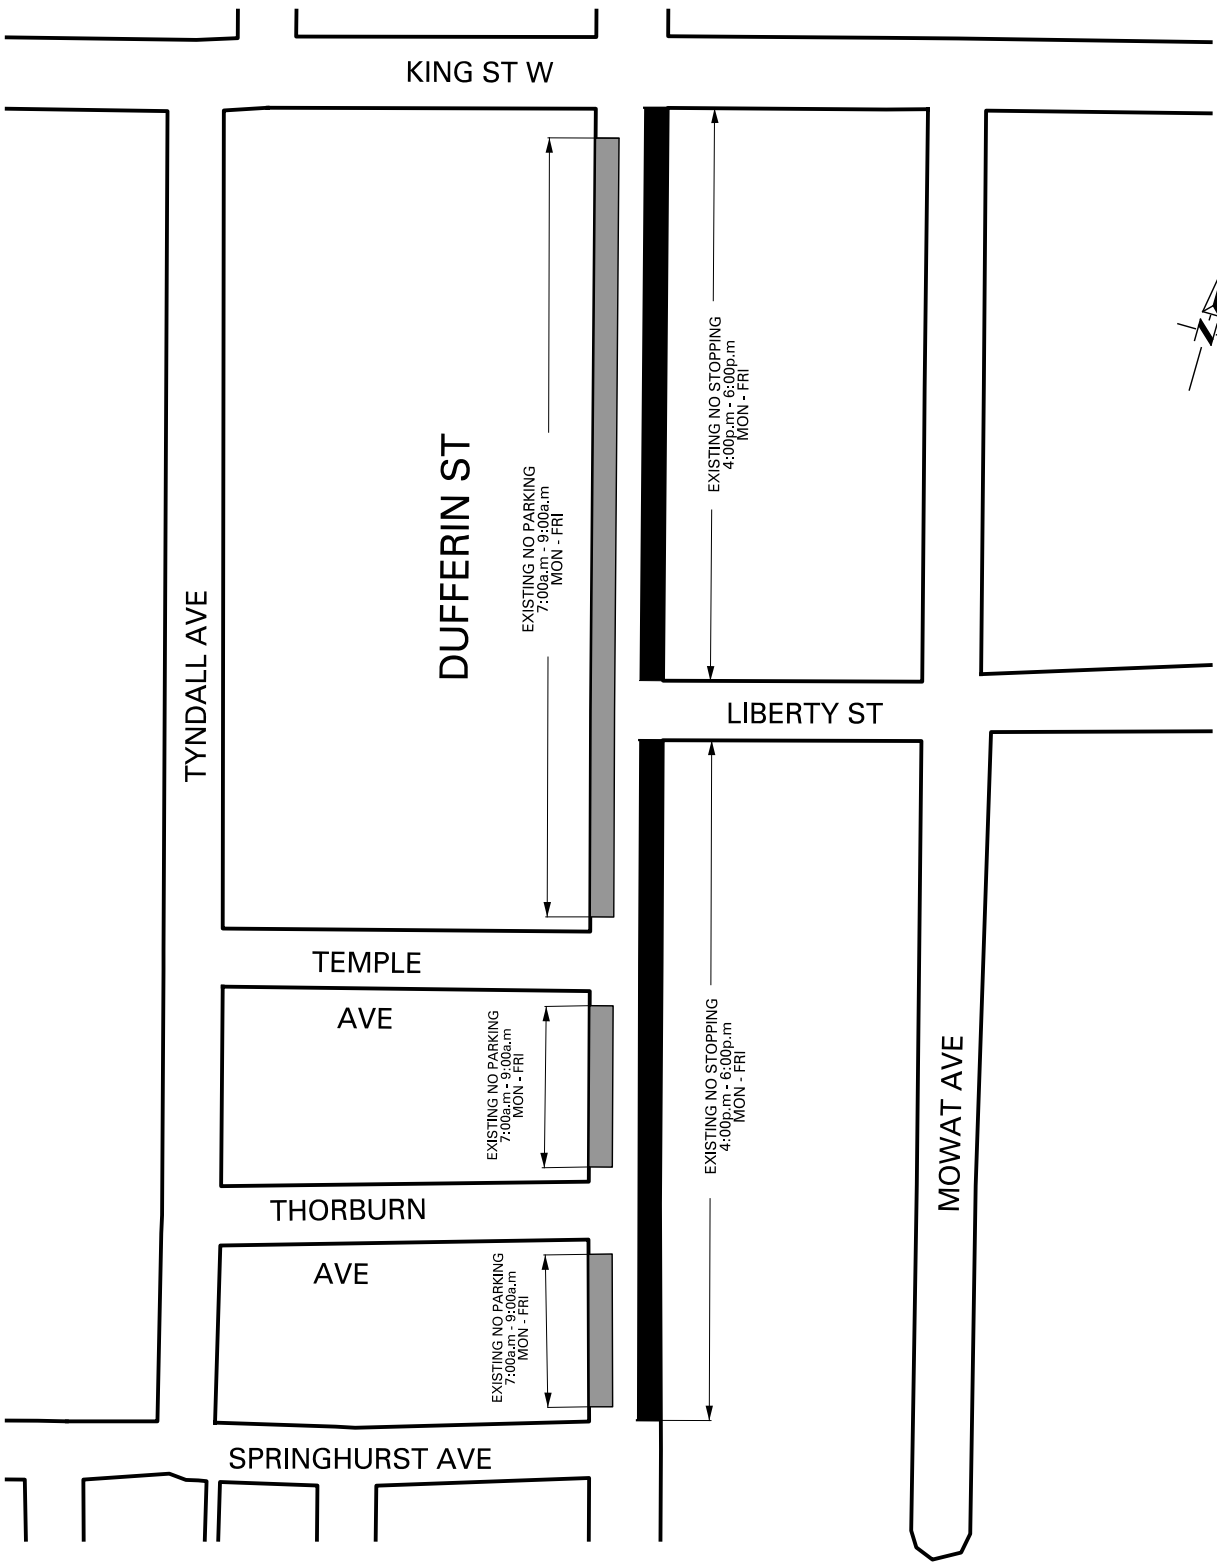 KING ST W
EXISTING NO STOPPING
4:00p.m - 6:00p.m
MON - FRI
N
DUFFERIN ST
EXISTING NO PARKING
7:00a.m - 9:00a.m
MON - FRI
TYNDALL AVE
LIBERTY ST
TEMPLE
AVE
EXISTING NO PARKING
7:00a.m - 9:00a.m
MON - FRI
EXISTING NO STOPPING
4:00p.m - 6:00p.m
MON - FRI
MOWAT AVE
THORBURN
AVE
EXISTING NO PARKING
7:00a.m - 9:00a.m
MON - FRI
SPRINGHURST AVE